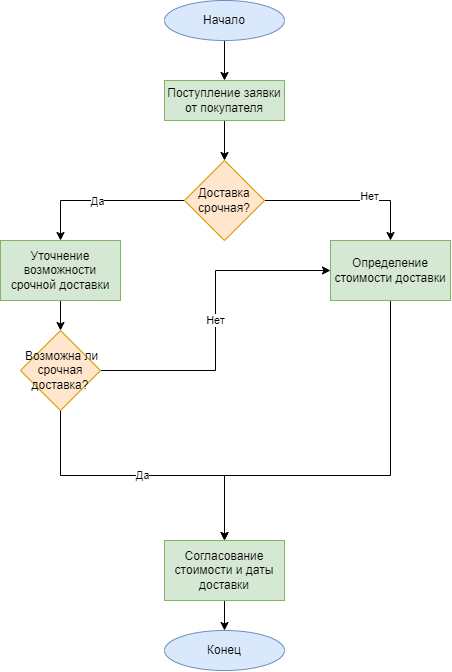 Начало
Поступление заявки
от покупателя
Доставка
срочная?
Да
Нет
Уточнение
возможности
срочной доставки
Определение
стоимости доставки
Нет
Возможна ли
срочная
доставка?
Да
Согласование
стоимости и даты
доставки
Конец